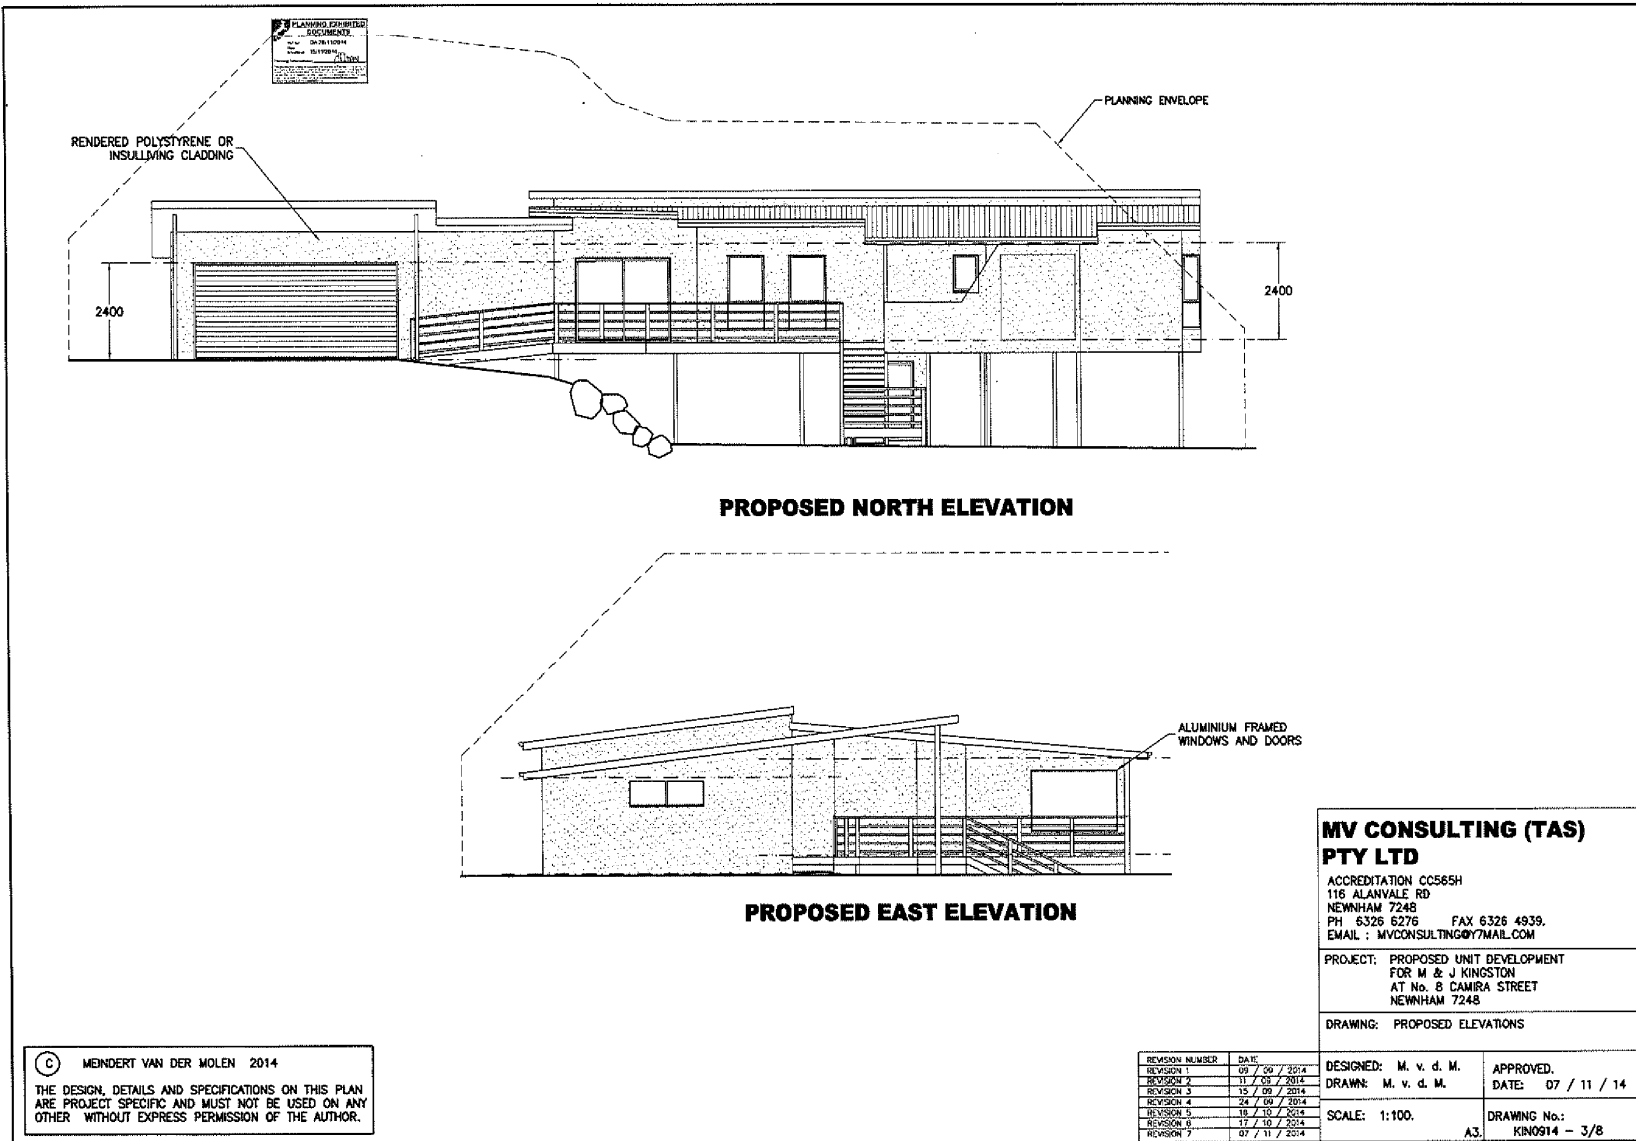 PLANNING EXHIBITED
DOCUMENTS
PLANNING ENVELOPE
RENDERED POLYSTYRENE OR
INSULLIVING CLADDING
2400
2400
PROPOSED NORTH ELEVATION
ALUMINIUM FRAMED
WINDOWS AND DOORS
PROPOSED EAST ELEVATION
MV CONSULTING (TAS)
PTY LTD
ACCREDITATION CC565H
116 ALANVALE RD
NEWNHAM 7248
PH 6326 6276 FAX 6326 4939.
EMAIL : MVCONSULTING@Y7MAIL.COM
PROJECT: PROPOSED UNIT DEVELOPMENT
FOR M & J KINGSTON
AT No. 8 CAMIRA STREET
NEWNHAM 7248
DRAWING: PROPOSED ELEVATIONS
C MEINDERT VAN DER MOLEN 2014
THE DESIGN, DETAILS AND SPECIFICATIONS ON THIS PLAN
ARE PROJECT SPECIFIC AND MUST NOT BE USED ON ANY
OTHER WITHOUT EXPRESS PERMISSION OF THE AUTHOR.
REVISION NUMBER DATE
REVISION 1 09 / 09 / 2014
REVISION 2 11 / 09 / 2014
REVISION 3 15 / 09 / 2014
REVISION 4 24 / 09 / 2014
REVISION 5 16 / 10 / 2014
REVISION 6 17 / 10 / 2014
REVISION 7 07 / 11 / 2014
DESIGNED: M. v. d. M.
DRAWN: M. v. d. M.
APPROVED.
DATE: 07 / 11 / 14
SCALE: 1:100.
A3.
DRAWING No.:
KIN0914 - 3/8